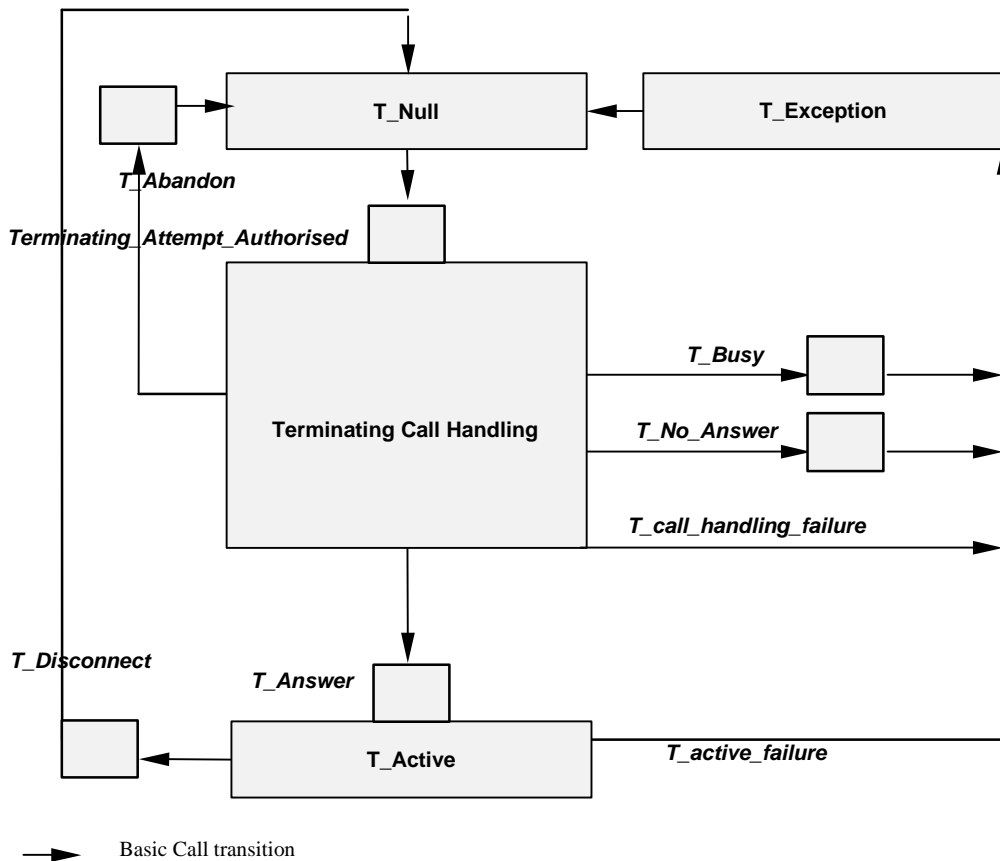 T_Null
T_Exception
T_Abandon
Terminating_Attempt_Authorised
T_Busy
Terminating Call Handling
T_No_Answer
T_call_handling_failure
T_Disconnect
T_Answer
T_Active
T_active_failure
Basic Call transition